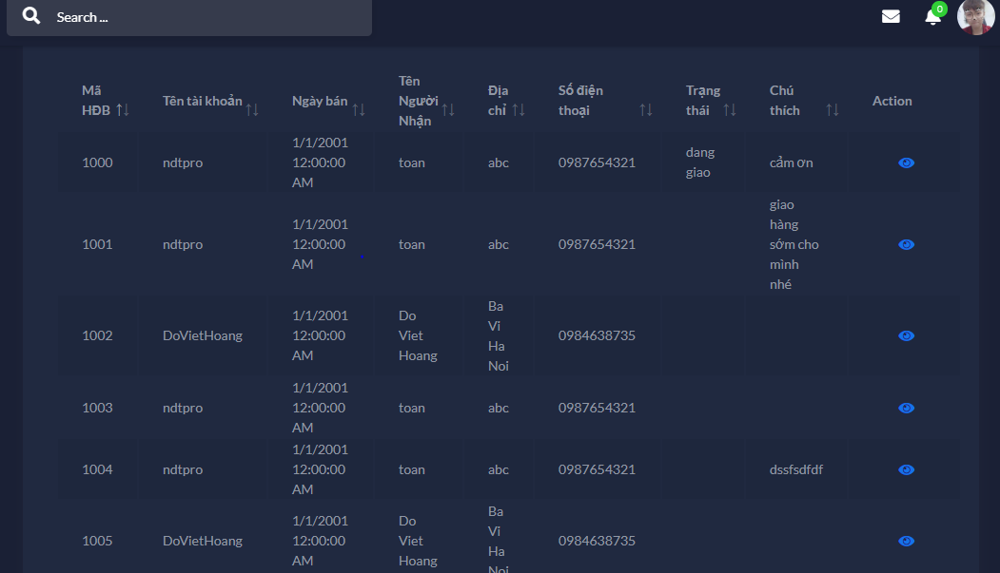 Search ...
0
Mã HĐB
Tên tài khoản
Ngày bán
Tên Người Nhận
Địa chỉ
Số điện thoại
Trạng thái
Chú thích
Action
1000 ndtpro 1/1/2001 12:00:00 AM toan abc 0987654321 dang giao cảm ơn
1001 ndtpro 1/1/2001 12:00:00 AM toan abc 0987654321 giao hàng sớm cho mình nhé
1002 DoVietHoang 1/1/2001 12:00:00 AM Do Viet Hoang Ba Vi Ha Noi 0984638735
1003 ndtpro 1/1/2001 12:00:00 AM toan abc 0987654321
1004 ndtpro 1/1/2001 12:00:00 AM toan abc 0987654321 dssfsdfdf
1005 DoVietHoang 1/1/2001 12:00:00 AM Do Viet Hoang Ba Vi Ha Noi 0984638735